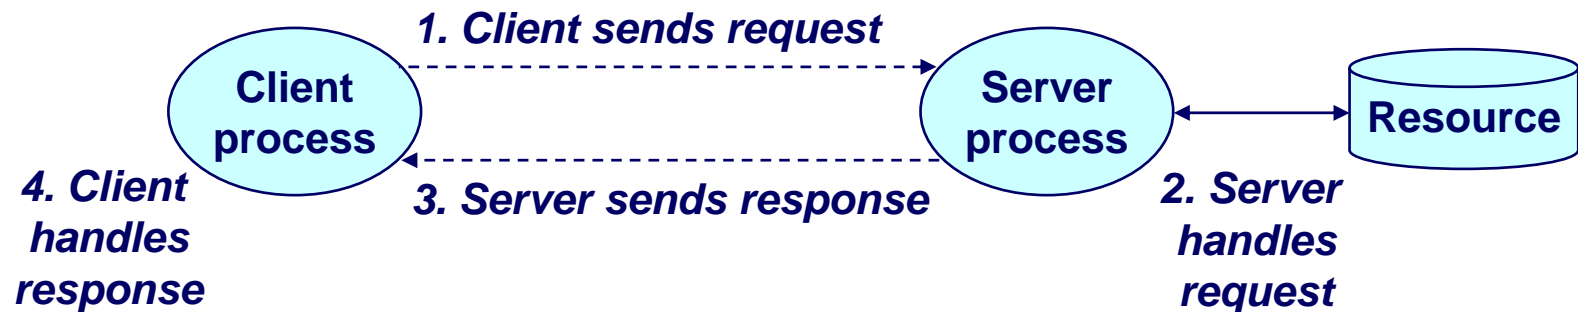 1. Client sends request
Client
process
Server
process
Resource
3. Server sends response
4. Client
handles
response
2. Server
handles
request